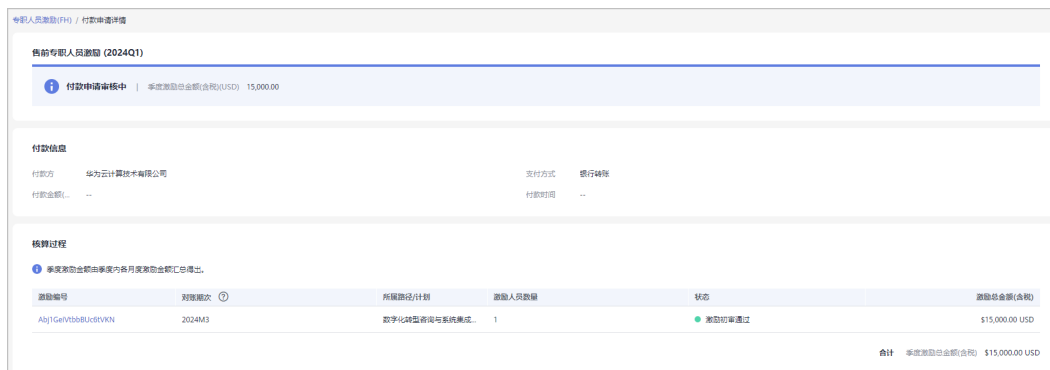 专职人员激励(FH) / 付款申请详情
售前专职人员激励 (2024Q1)
付款申请审核中 | 季度激励总金额(含税)(USD) 15,000.00
付款信息
付款方 华为云计算技术有限公司 支付方式 银行转账
付款金额(... -- 付款时间 --
核算过程
季度激励金额由季度内各月度激励金额汇总得出。
激励编号 对账期次 所属路径/计划 激励人员数量 状态 激励总金额(含税)
Abj1GelVtbbBUc6tVKN 2024M3 数字化转型咨询与系统集成... 1 激励初审通过 $15,000.00 USD
合计 季度激励总金额(含税) $15,000.00 USD